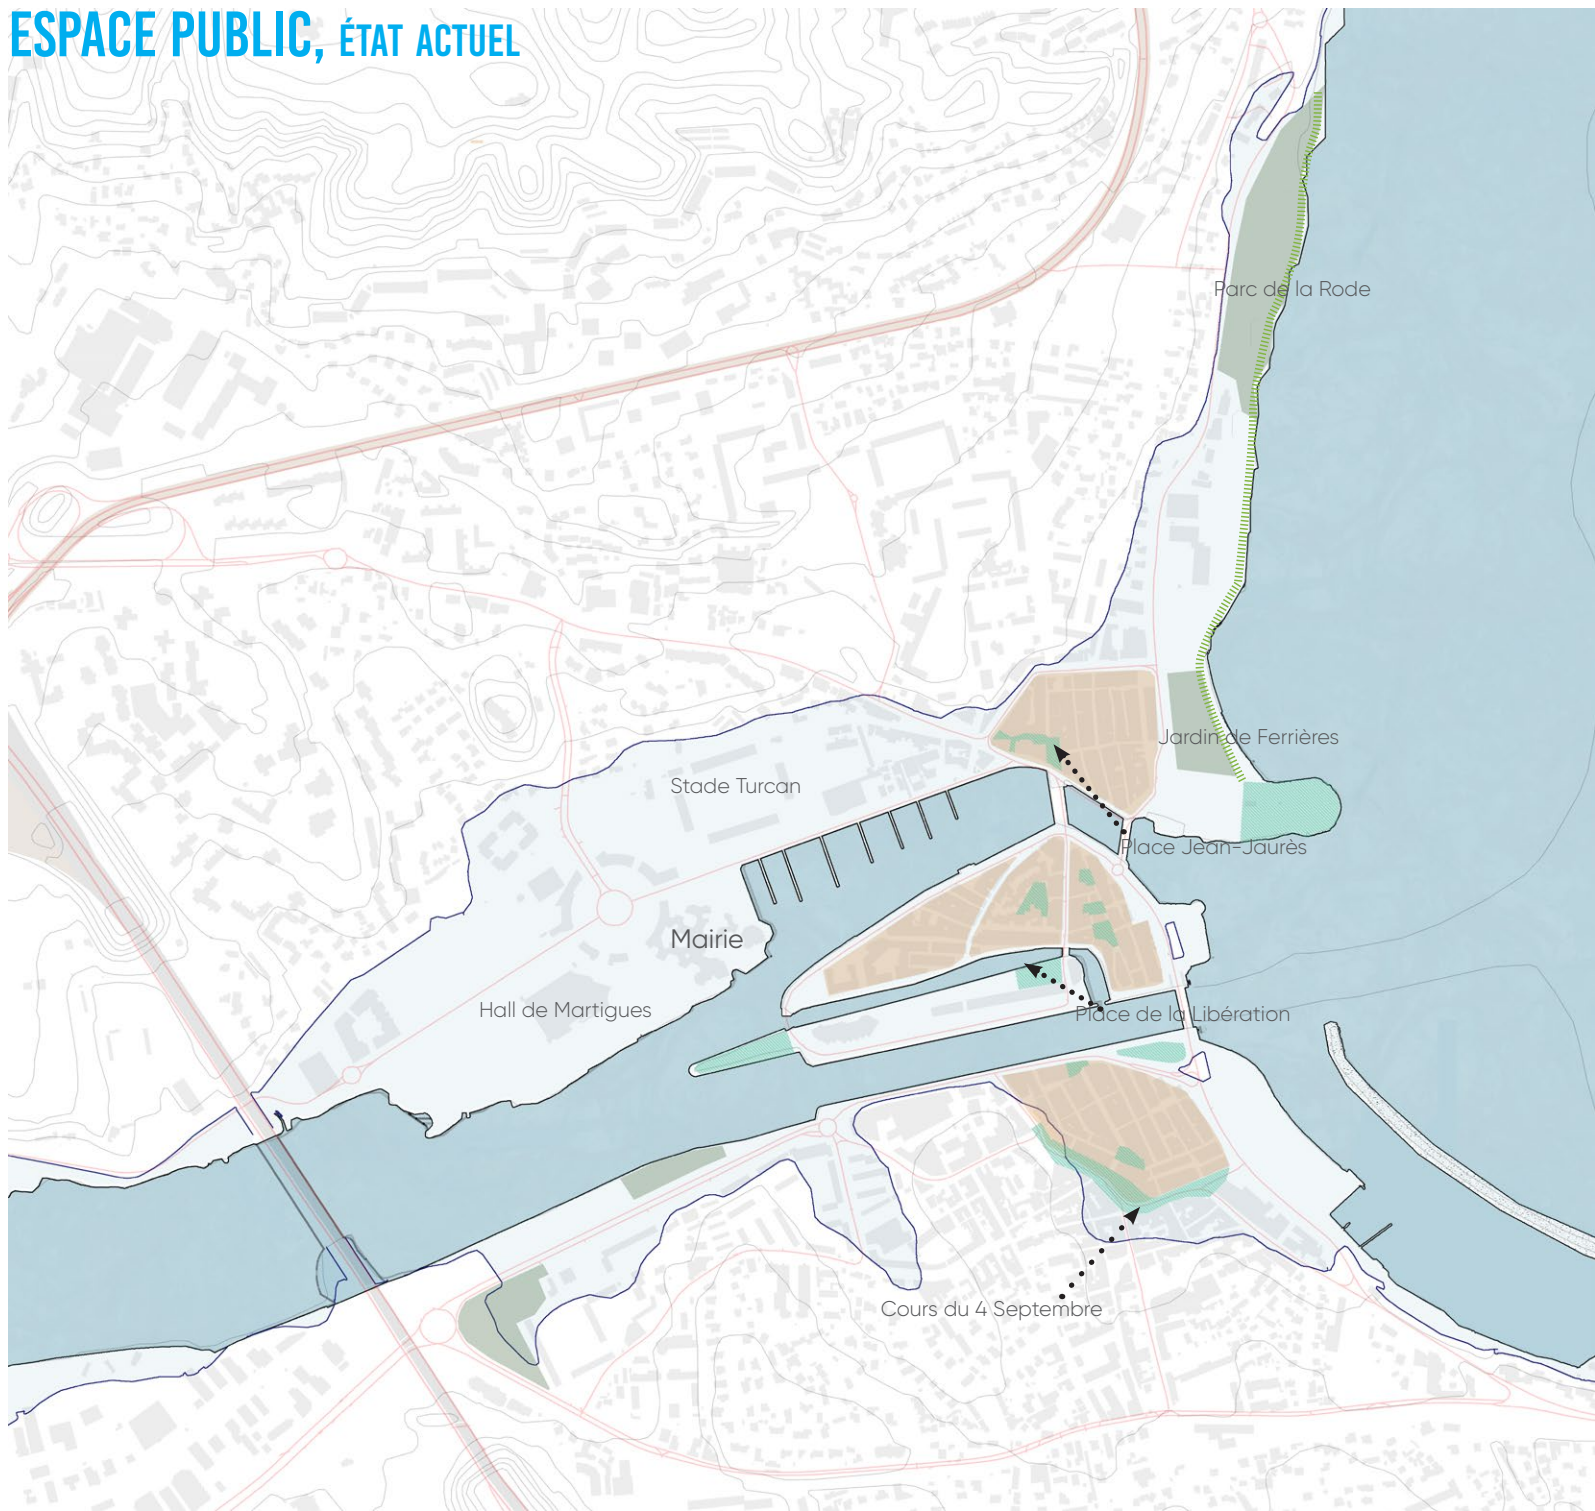 ESPACE PUBLIC, ÉTAT ACTUEL
Parc de la Rode
Jardin de Ferrières
Stade Turcan
Place Jean-Jaurès
Mairie
Hall de Martigues
Place de la Libération
Cours du 4 Septembre